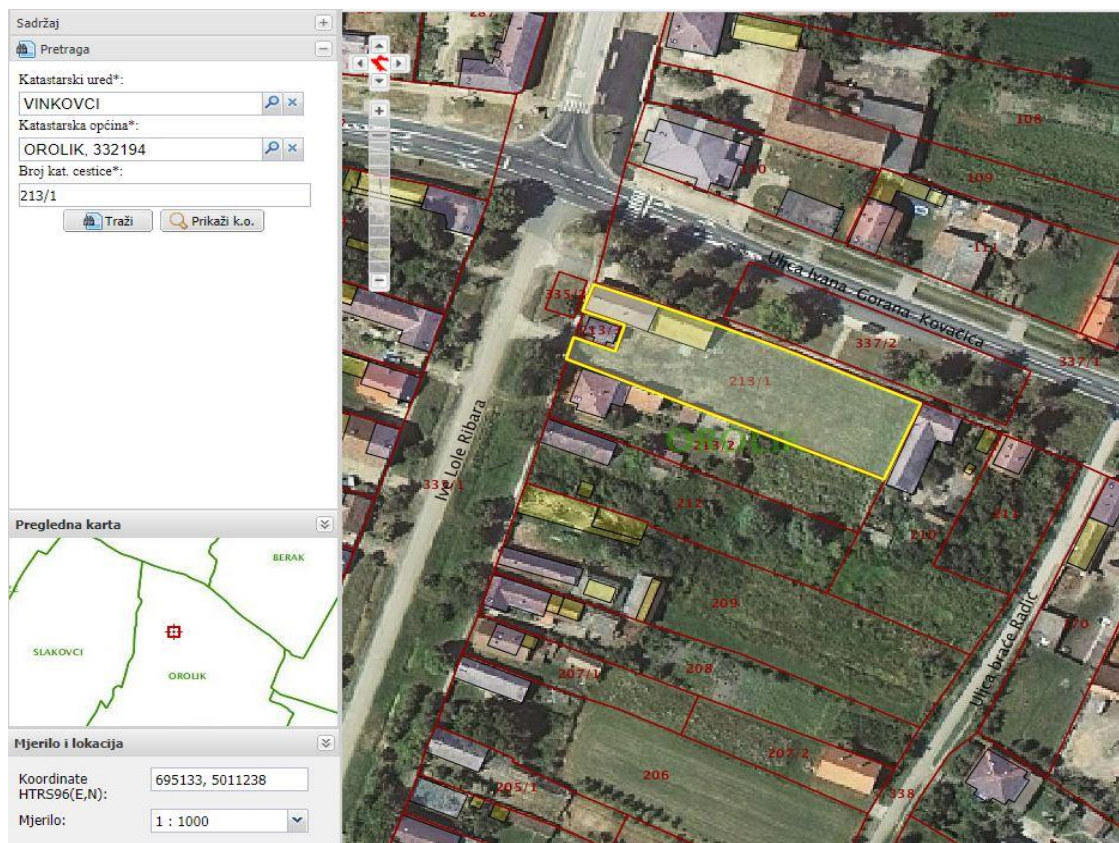 Sadržaj
Pretraga
Katastarski ured*:
VINKOVCI
Katastarska općina*:
OROLIK, 332194
Broj kat. cestice*:
213/1
Traži
Prikaži k.o.
Pregledna karta
BERAK
SLAKOVCI
OROLIK
Mjerilo i lokacija
Koordinate
HTRS96(E,N):
695133, 5011238
Mjerilo:
1 : 1000
108
109
Ulica Ivana Gorana Kovačića
213/1
337/2
337/1
213/2
Ive Lole Ribara
212
211
210
209
208
207/1
Ulica braće Radić
207/2
206
205/1
338